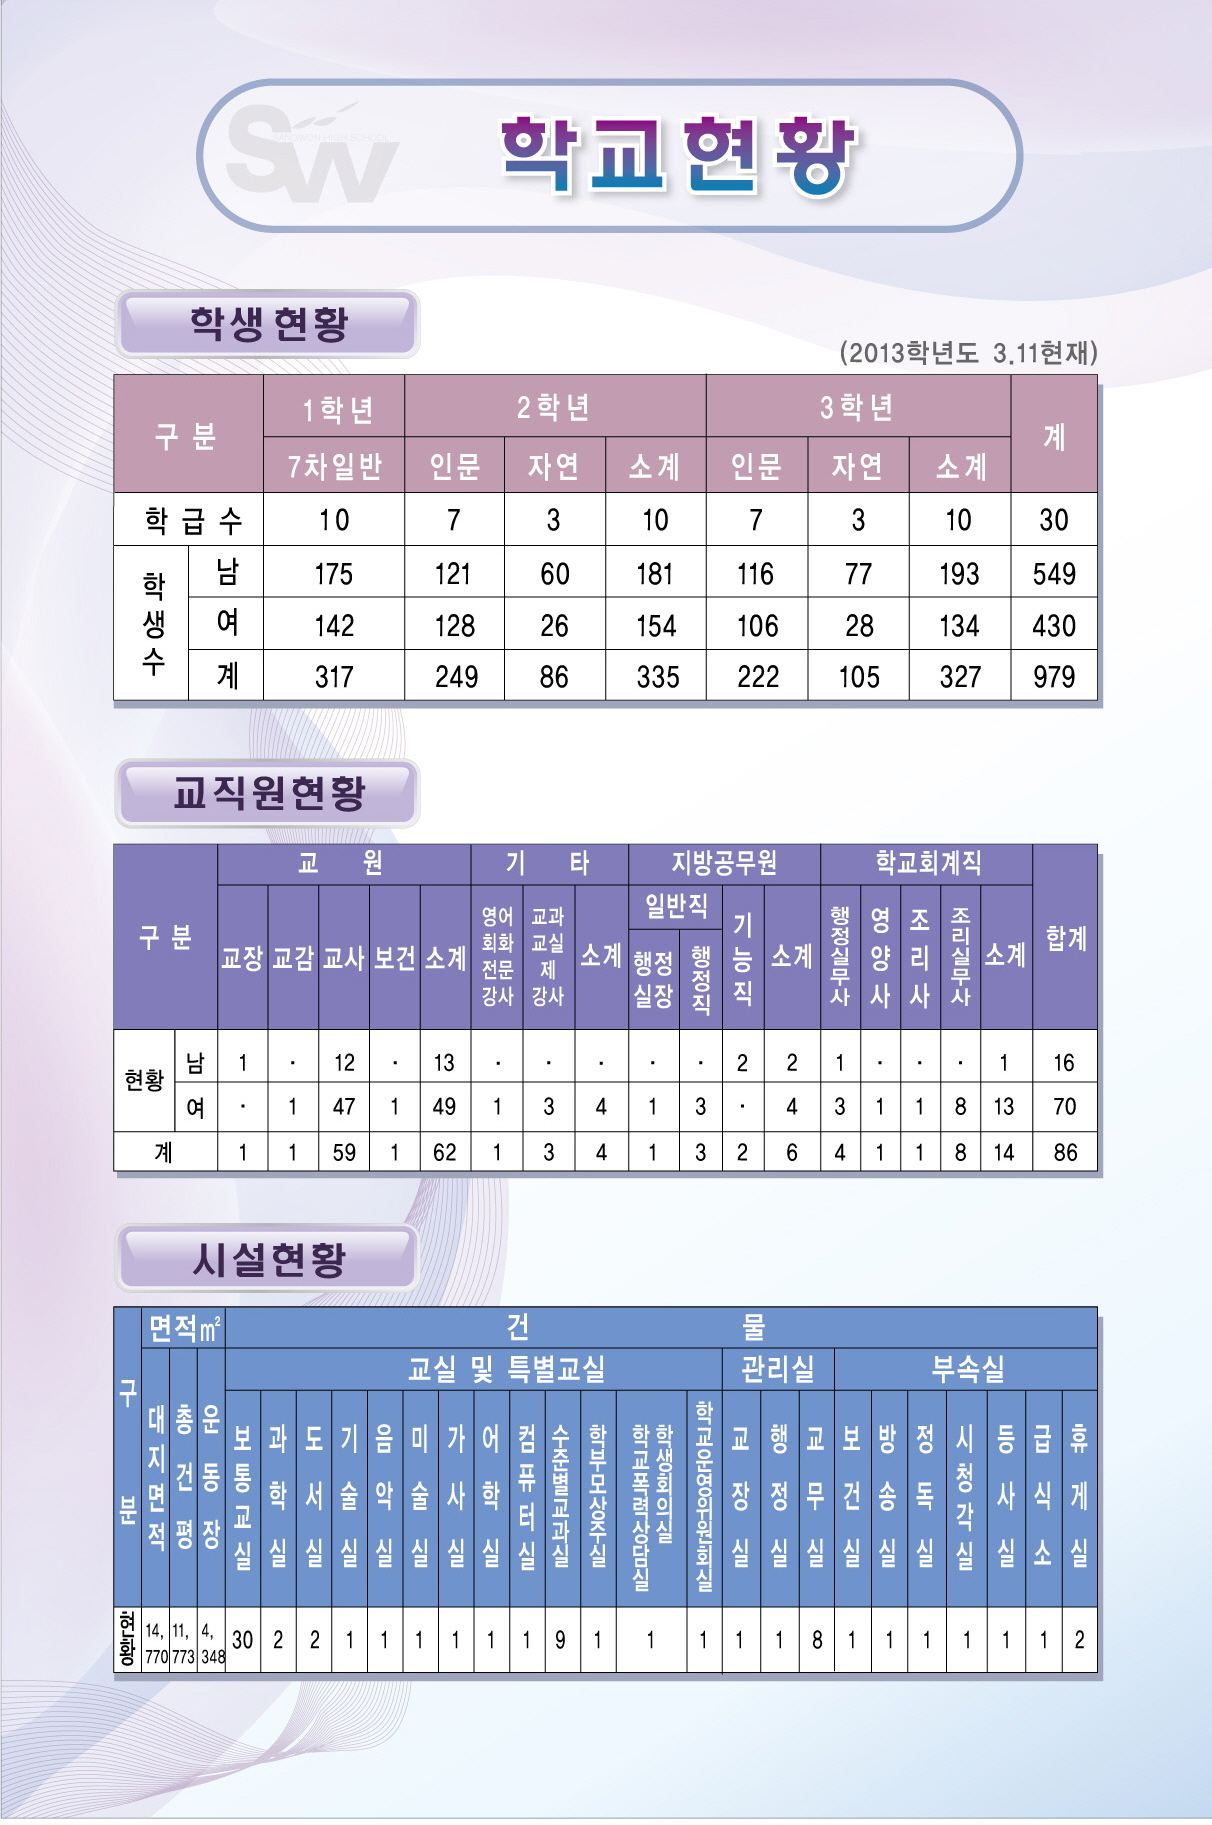 SW
SANGWON HIGH SCHOOL
학교현황
학생현황
(2013학년도 3.11현재)
구 분 1학년 2학년 3학년 계
7차일반 인문 자연 소계 인문 자연 소계
학급수 10 7 3 10 7 3 10 30
학생수 남 175 121 60 181 116 77 193 549
여 142 128 26 154 106 28 134 430
계 317 249 86 335 222 105 327 979
교직원현황
구 분 교 원 기 타 지방공무원 학교회계직 합계
교장 교감 교사 보건 소계 영어회화전문강사 교과교실제강사 소계 일반직 기능직 소계 행정실무사 영양사 조리사 조리실무사 소계
행정실장 행정직
현황 남 1 · 12 · 13 · · · · · 2 2 1 · · · 1 16
여 · 1 47 1 49 1 3 4 1 3 · 4 3 1 1 8 13 70
계 1 1 59 1 62 1 3 4 1 3 2 6 4 1 1 8 14 86
시설현황
구분 면적㎡ 건 물
교실 및 특별교실 관리실 부속실
대지면적 총건평 운동장 보통교실 과학실 도서실 기술실 음악실 미술실 가사실 어학실 컴퓨터실 수준별교과실 학부모상주실 학생회의실 학교폭력상담실 학교운영위원회실 교장실 행정실 교무실 보건실 방송실 정독실 시청각실 등사실 급식소 휴게실
현황 14,770 11,773 4,348 30 2 2 1 1 1 1 1 1 9 1 1 1 1 1 8 1 1 1 1 1 1 2